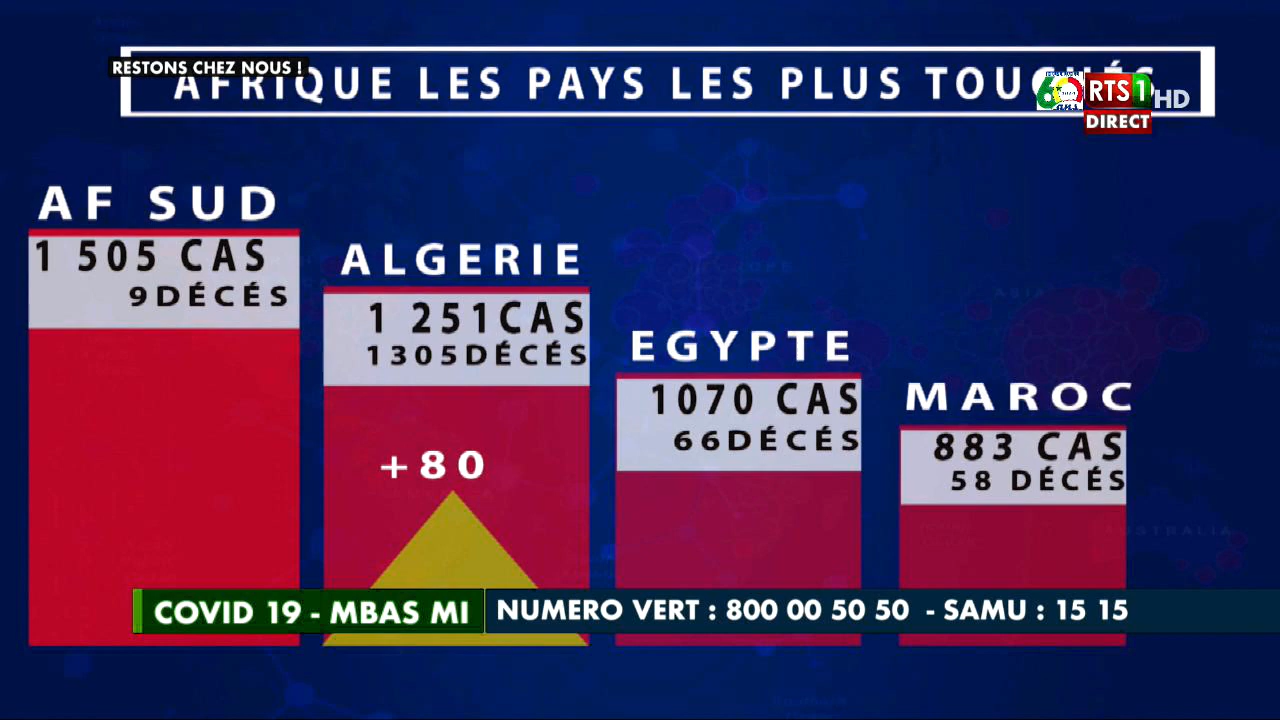 RESTONS CHEZ NOUS !
AFRIQUE LES PAYS LES PLUS TOUCHÉS
RTS1 HD
DIRECT
AF SUD
1 505 CAS
9DÉCÉS
ALGERIE
1 251CAS
1305DÉCÉS
+80
EGYPTE
1070 CAS
66DÉCÉS
MAROC
883 CAS
58 DÉCÉS
AUSTRALIA
COVID 19 - MBAS MI
NUMERO VERT : 800 00 50 50 - SAMU : 15 15